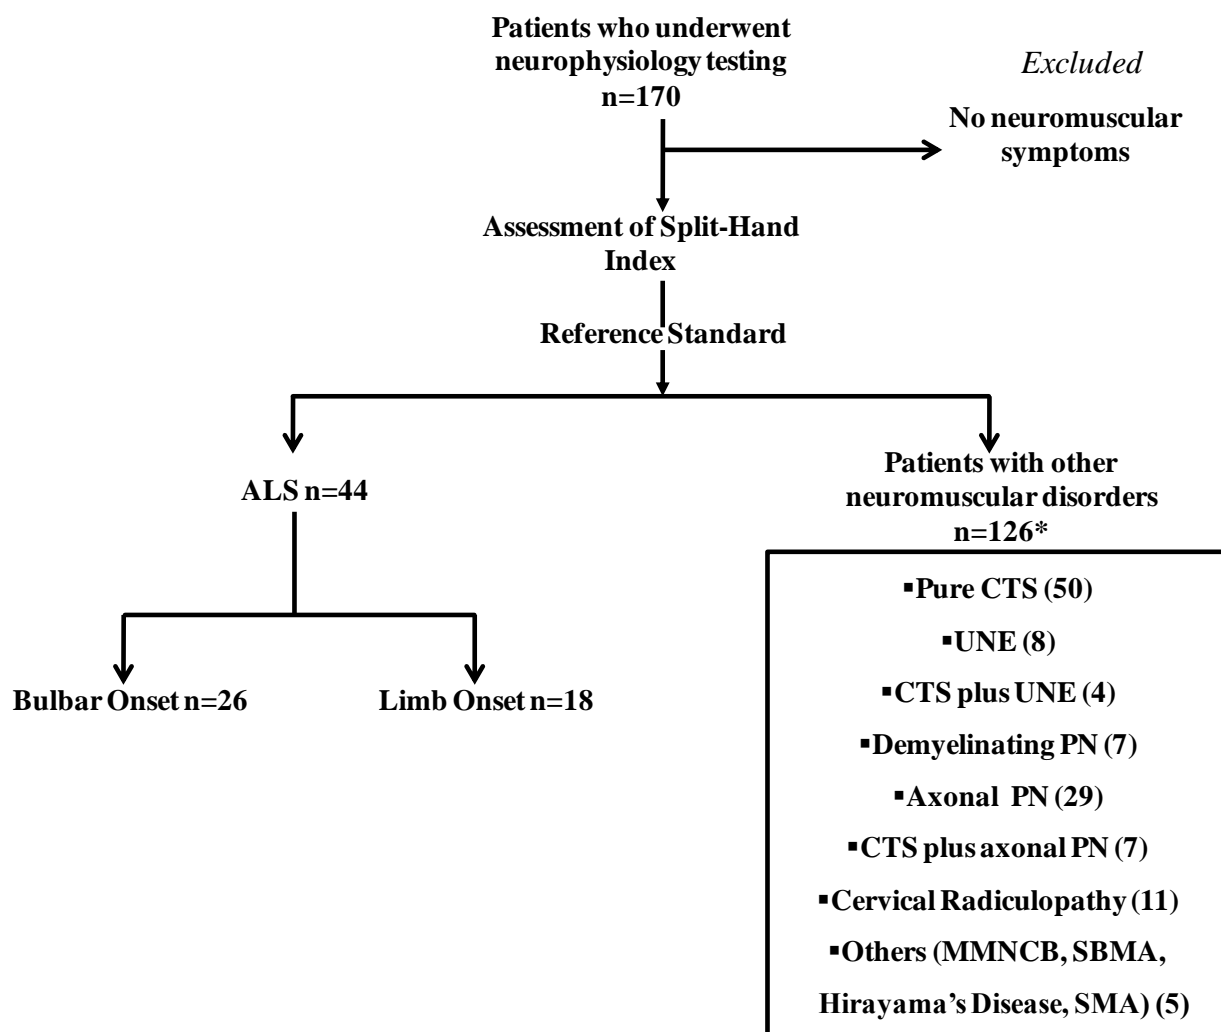 Patients who underwent
neurophysiology testing
n=170
Excluded
No neuromuscular
symptoms
Assessment of Split-Hand
Index
Reference Standard
ALS n=44
Patients with other
neuromuscular disorders
n=126*
Bulbar Onset n=26
Limb Onset n=18
▪Pure CTS (50)
▪UNE (8)
▪CTS plus UNE (4)
▪Demyelinating PN (7)
▪Axonal PN (29)
▪CTS plus axonal PN (7)
▪Cervical Radiculopathy (11)
▪Others (MMNCB, SBMA,
Hirayama’s Disease, SMA) (5)